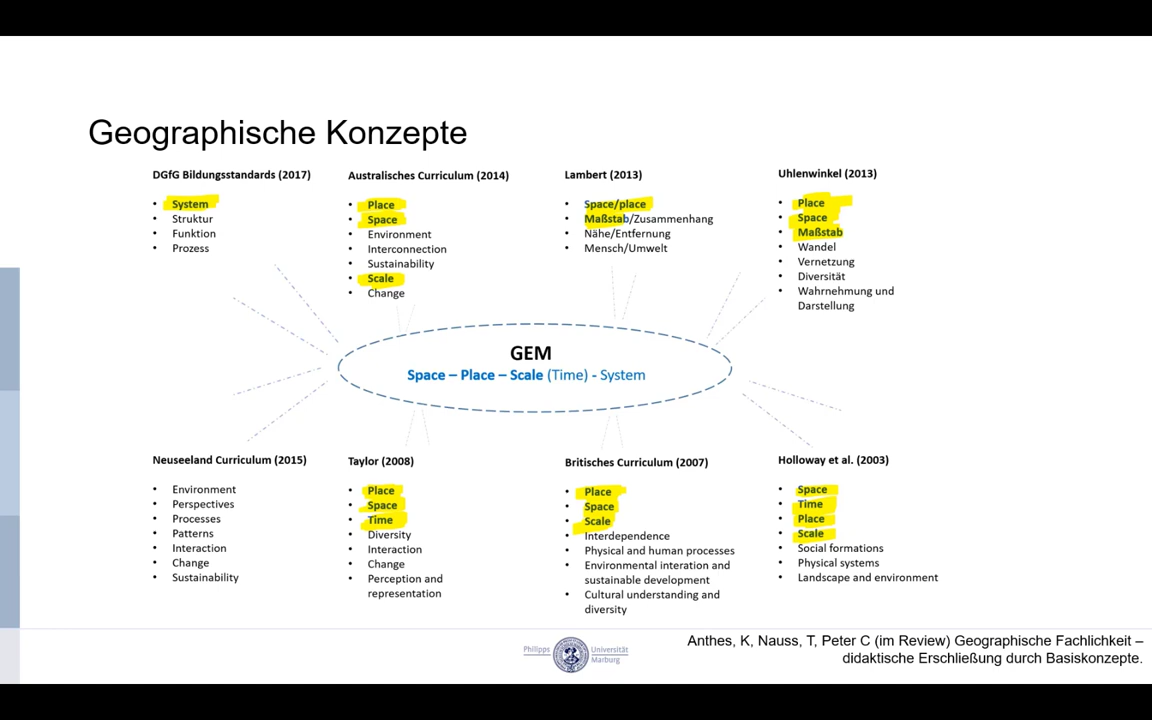 Geographische Konzepte
DGfG Bildungsstandards (2017)
• System
• Struktur
• Funktion
• Prozess
Australisches Curriculum (2014)
• Place
• Space
• Environment
• Interconnection
• Sustainability
• Scale
• Change
Lambert (2013)
• Space/place
• Maßstab/Zusammenhang
• Nähe/Entfernung
• Mensch/Umwelt
Uhlenwinkel (2013)
• Place
• Space
• Maßstab
• Wandel
• Vernetzung
• Diversität
• Wahrnehmung und
Darstellung
GEM
Space – Place – Scale (Time) - System
Neuseeland Curriculum (2015)
• Environment
• Perspectives
• Processes
• Patterns
• Interaction
• Change
• Sustainability
Taylor (2008)
• Place
• Space
• Time
• Diversity
• Interaction
• Change
• Perception and
representation
Britisches Curriculum (2007)
• Place
• Space
• Scale
• Interdependence
• Physical and human processes
• Environmental interation and
sustainable development
• Cultural understanding and
diversity
Holloway et al. (2003)
• Space
• Time
• Place
• Scale
• Social formations
• Physical systems
• Landscape and environment
Philipps Universität
Marburg
Anthes, K, Nauss, T, Peter C (im Review) Geographische Fachlichkeit –
didaktische Erschließung durch Basiskonzepte.